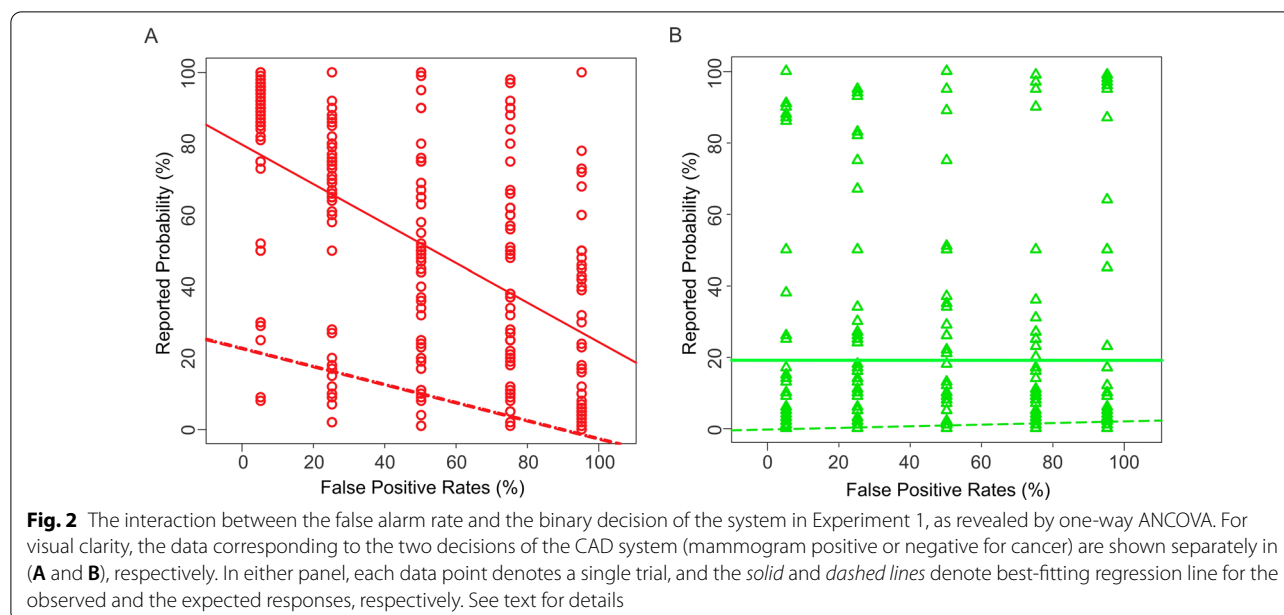 A
B
100
80
60
40
20
0
Reported Probability (%)
0 20 40 60 80 100
False Positive Rates (%)
100
80
60
40
20
0
Reported Probability (%)
0 20 40 60 80 100
False Positive Rates (%)
Fig. 2 The interaction between the false alarm rate and the binary decision of the system in Experiment 1, as revealed by one-way ANCOVA. For
visual clarity, the data corresponding to the two decisions of the CAD system (mammogram positive or negative for cancer) are shown separately in
(A and B), respectively. In either panel, each data point denotes a single trial, and the solid and dashed lines denote best-fitting regression line for the
observed and the expected responses, respectively. See text for details